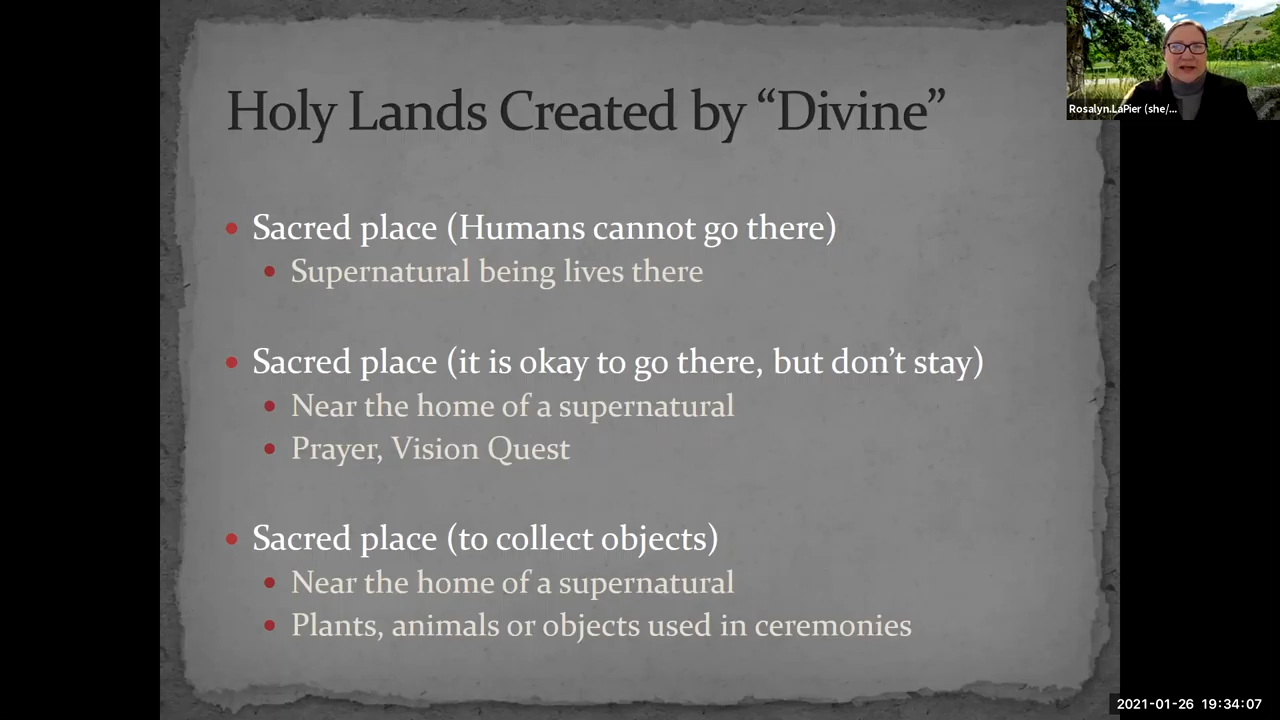 Holy Lands Created by “Divine”
Rosalyn.LaPier (she/...
Sacred place (Humans cannot go there)
Supernatural being lives there
Sacred place (it is okay to go there, but don’t stay)
Near the home of a supernatural
Prayer, Vision Quest
Sacred place (to collect objects)
Near the home of a supernatural
Plants, animals or objects used in ceremonies
2021-01-26 19:34:07